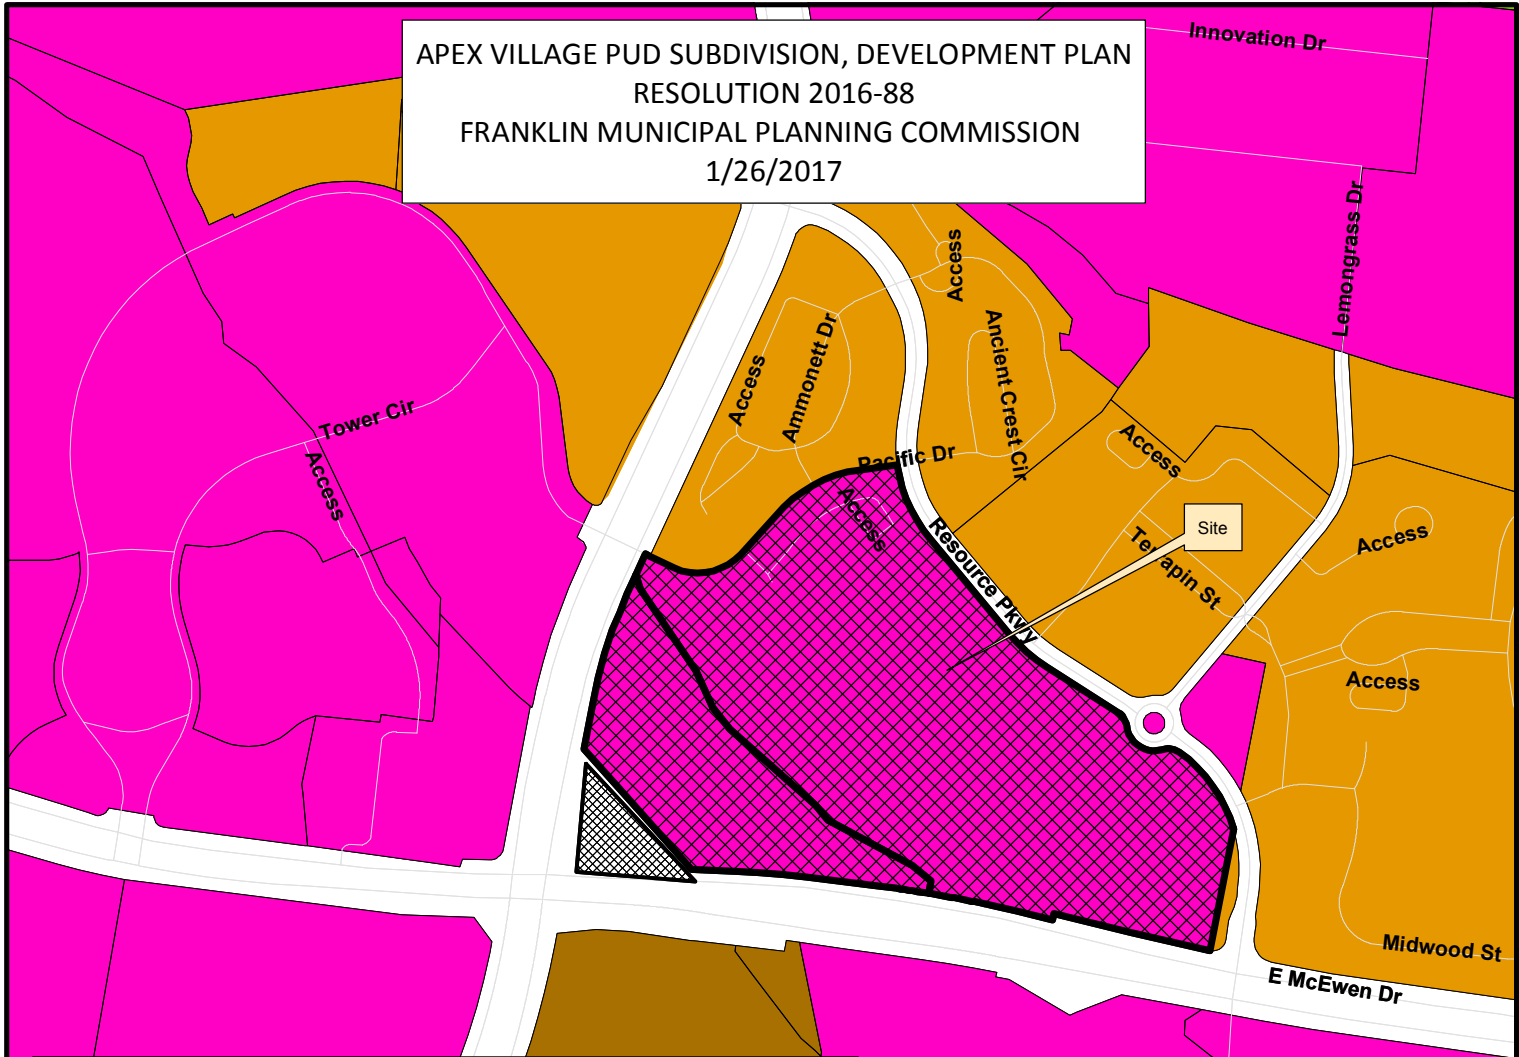 APEX VILLAGE PUD SUBDIVISION, DEVELOPMENT PLAN
RESOLUTION 2016-88
FRANKLIN MUNICIPAL PLANNING COMMISSION
1/26/2017
Innovation Dr
Lemongrass Dr
Access
Ancient Crest Cir
Ammonett Dr
Access
Tower Cir
Access
Pacific Dr
Access
Access
Site
Resource Pkwy
Terrapin St
Access
Access
Midwood St
E McEwen Dr